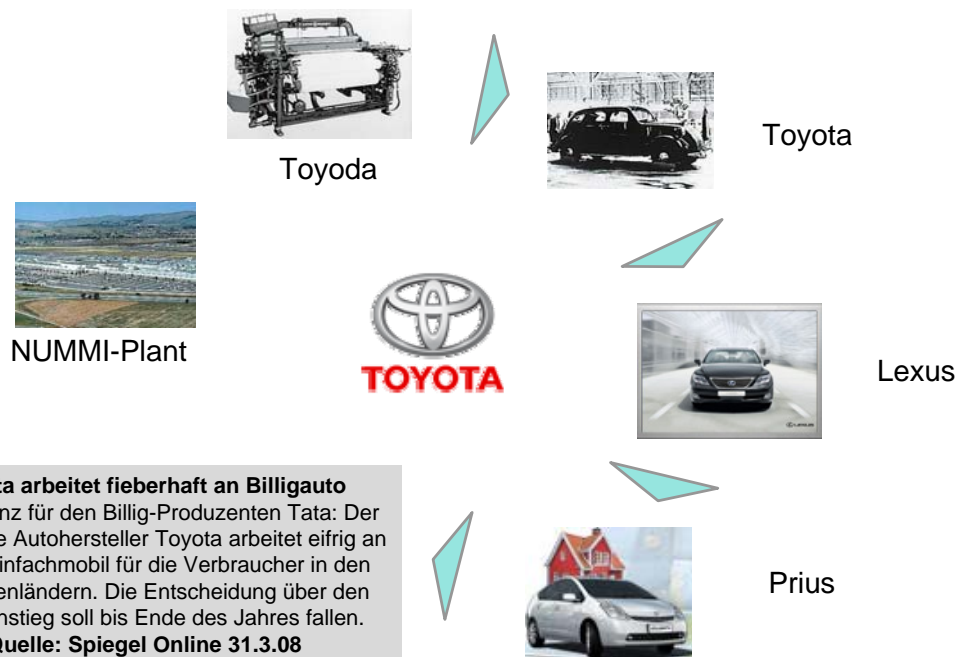 Toyoda
Toyota
NUMMI-Plant
TOYOTA
Lexus
LEXUS
ta arbeitet fieberhaft an Billigauto
nz für den Billig-Produzenten Tata: Der
e Autohersteller Toyota arbeitet eifrig an
infachmobil für die Verbraucher in den
enländern. Die Entscheidung über den
nstieg soll bis Ende des Jahres fallen.
Quelle: Spiegel Online 31.3.08
Prius